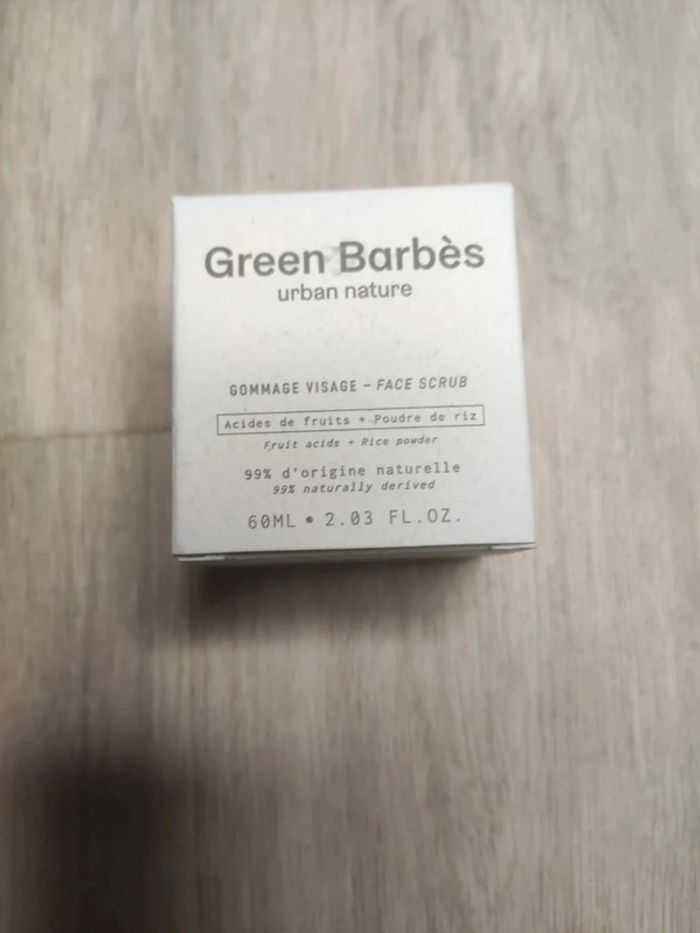 Green Barbès
urban nature
GOMMAGE VISAGE – FACE SCRUB
Acides de fruits + Poudre de riz
Fruit acids + Rice powder
99% d'origine naturelle
99% naturally derived
60ML • 2.03 FL.OZ.